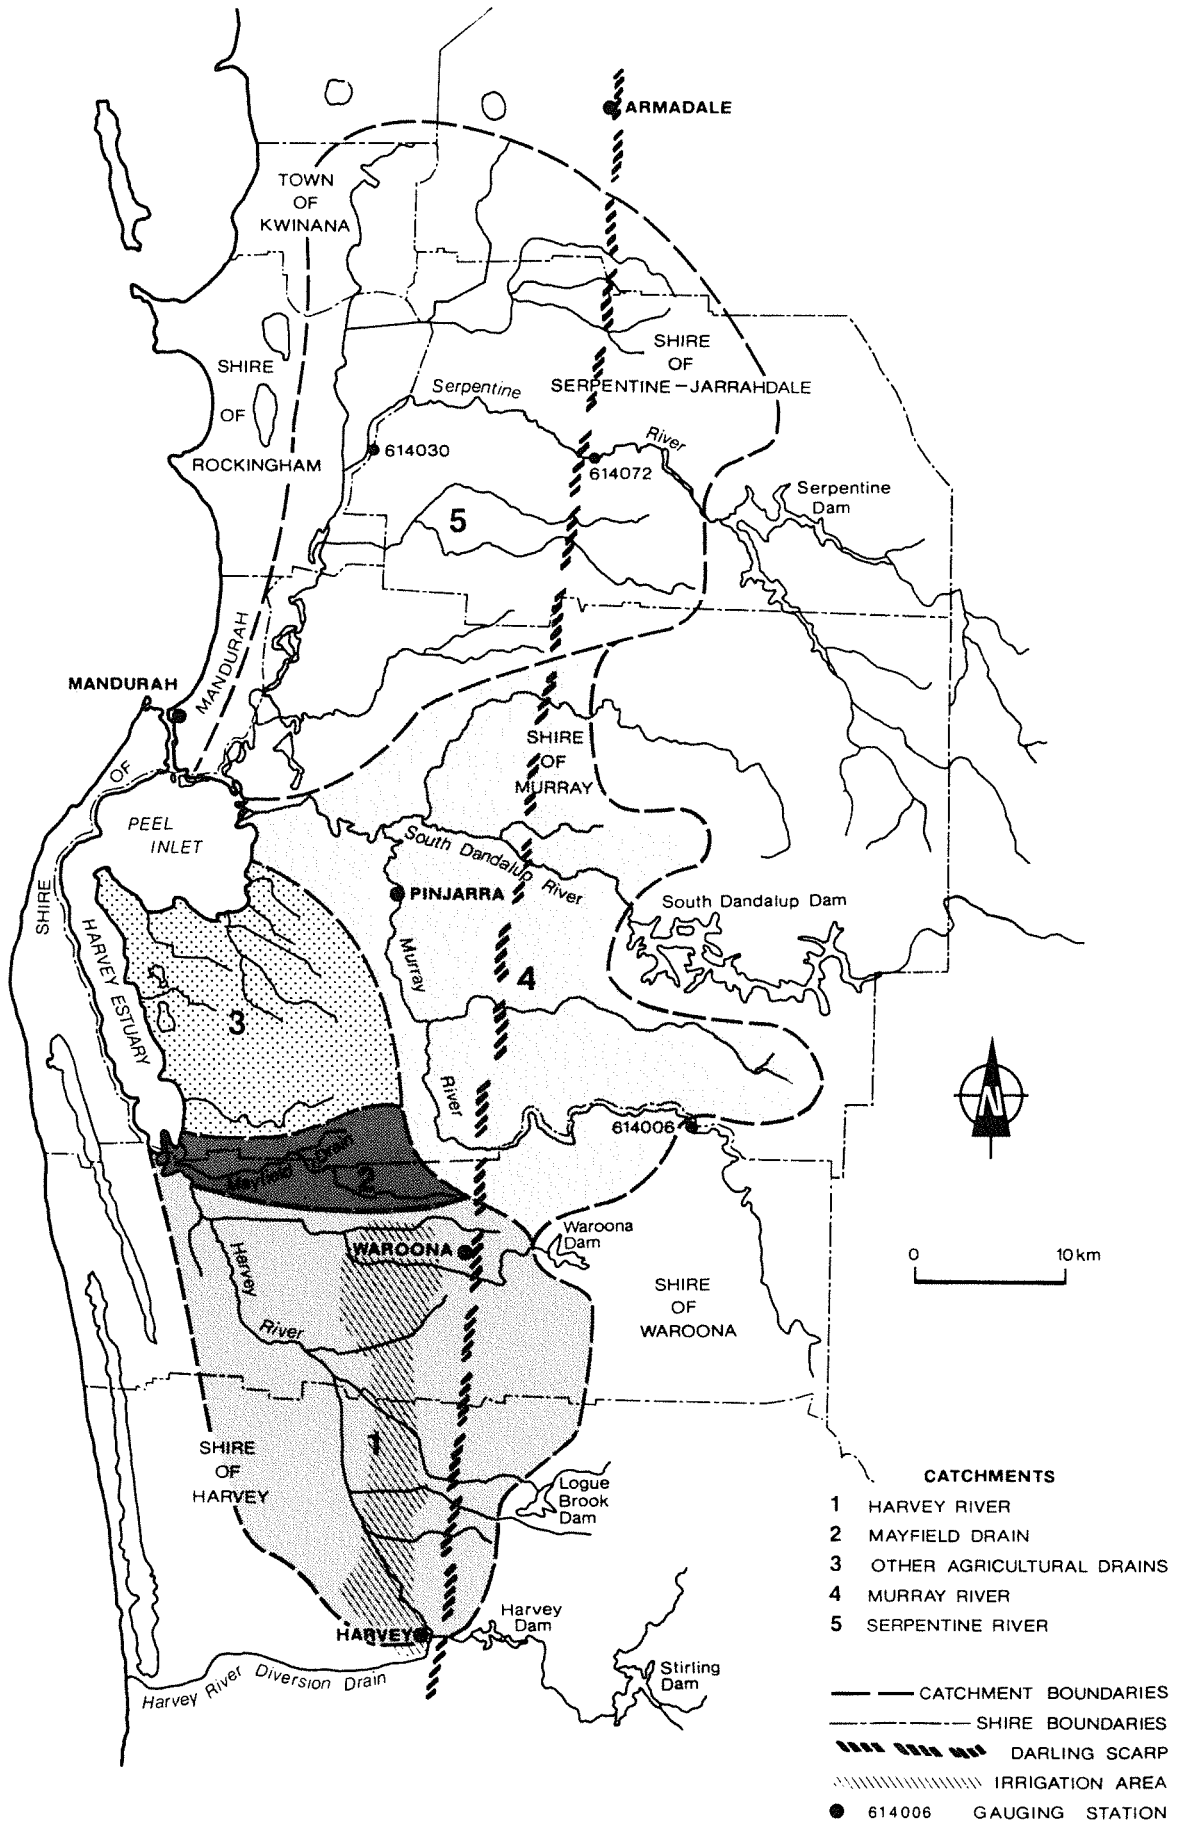 ARMADALE
TOWN
OF
KWINANA
SHIRE
OF
ROCKINGHAM
SHIRE
OF
SERPENTINE-JARRAHDALE
Serpentine
River
614030
614072
Serpentine
Dam
5
MANDURAH
MANDURAH
OF
SHIRE
PEEL
INLET
HARVEY ESTUARY
SHIRE
OF
MURRAY
South Dandalup River
PINJARRA
South Dandalup Dam
Murray
River
4
3
614006
Mayfield Drain
2
Waroona
Dam
WAROONA
Harvey
River
SHIRE
OF
WAROONA
N
0 10 km
1
SHIRE
OF
HARVEY
Logue
Brook
Dam
Harvey
Dam
HARVEY
Stirling
Dam
Harvey River Diversion Drain
CATCHMENTS
1 HARVEY RIVER
2 MAYFIELD DRAIN
3 OTHER AGRICULTURAL DRAINS
4 MURRAY RIVER
5 SERPENTINE RIVER
CATCHMENT BOUNDARIES
SHIRE BOUNDARIES
DARLING SCARP
IRRIGATION AREA
614006 GAUGING STATION